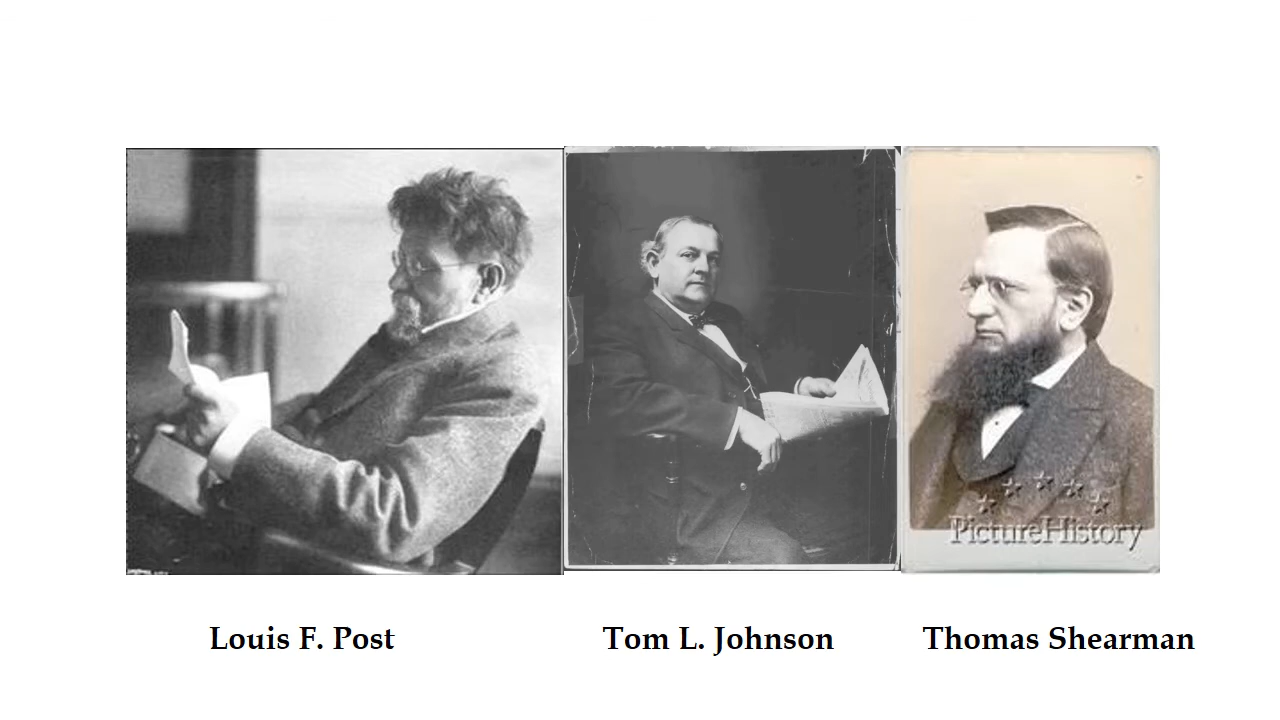 PictureHistory
Louis F. Post
Tom L. Johnson
Thomas Shearman